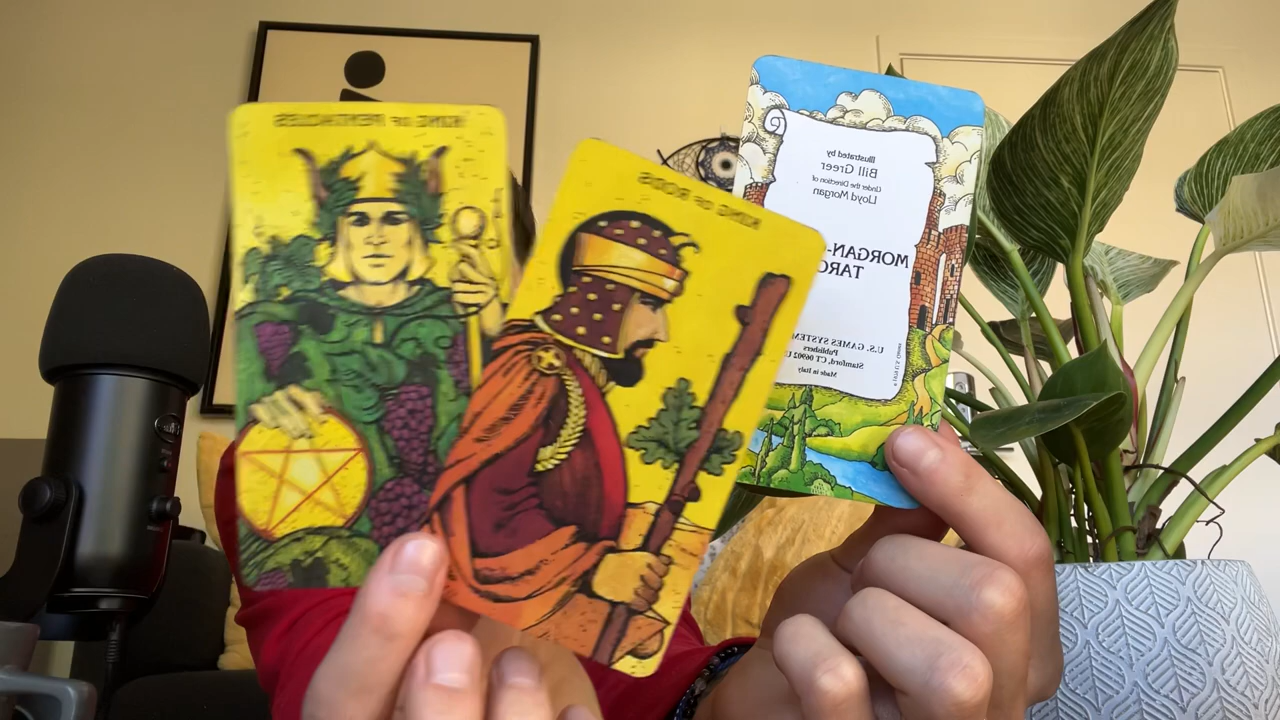 KING OF PENTACLES
KING OF RODS
Illustrated by
Bill Greer
Under the Direction of
Lloyd Morgan
MORGAN-
TARO
U.S. GAMES SYSTEM
Publishers
Stamford, CT 06902 U
Made in Italy